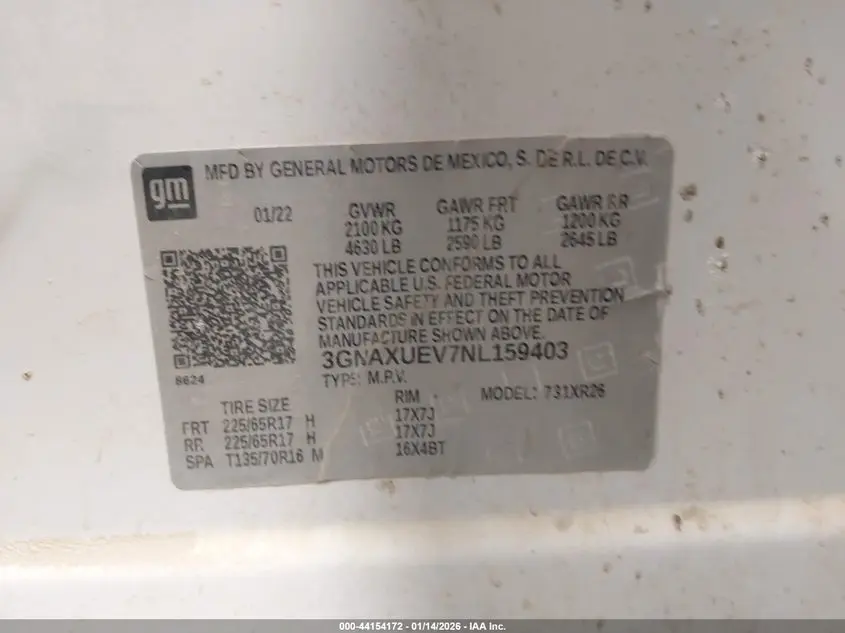 gm
MFD BY GENERAL MOTORS DE MEXICO, S. DE R.L. DE C.V.
01/22 GVWR GAWR FRT GAWR RR
2100 KG 1175 KG 1200 KG
4630 LB 2590 LB 2645 LB
THIS VEHICLE CONFORMS TO ALL
APPLICABLE U.S. FEDERAL MOTOR
VEHICLE SAFETY AND THEFT PREVENTION
STANDARDS IN EFFECT ON THE DATE OF
MANUFACTURE SHOWN ABOVE.
3GNAXUEV7NL159403
8624
TYPE: M.P.V.
MODEL: 731XR26
TIRE SIZE RIM
FRT 225/65R17 H 17X7J
RR 225/65R17 H 17X7J
SPA T135/70R16 M 16X4BT
000-44154172 - 01/14/2026 - IAA Inc.